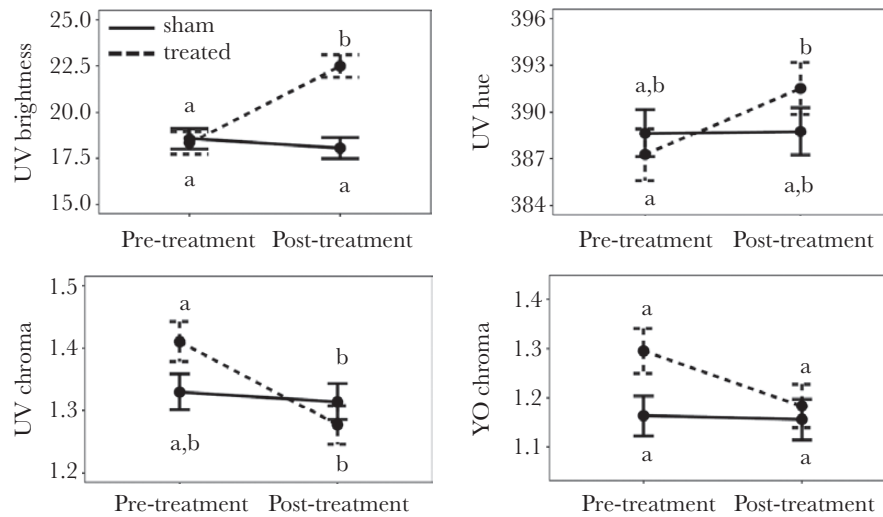 UV brightness
25.0
22.5
20.0
17.5
15.0
sham
treated
a
b
a
a
Pre-treatment Post-treatment
UV hue
393
390
387
384
a,b
b
a
a,b
Pre-treatment Post-treatment
UV chroma
1.5
1.4
1.3
1.2
a
b
a,b
b
Pre-treatment Post-treatment
YO chroma
1.4
1.3
1.2
1.1
a
a
a
a
Pre-treatment Post-treatment